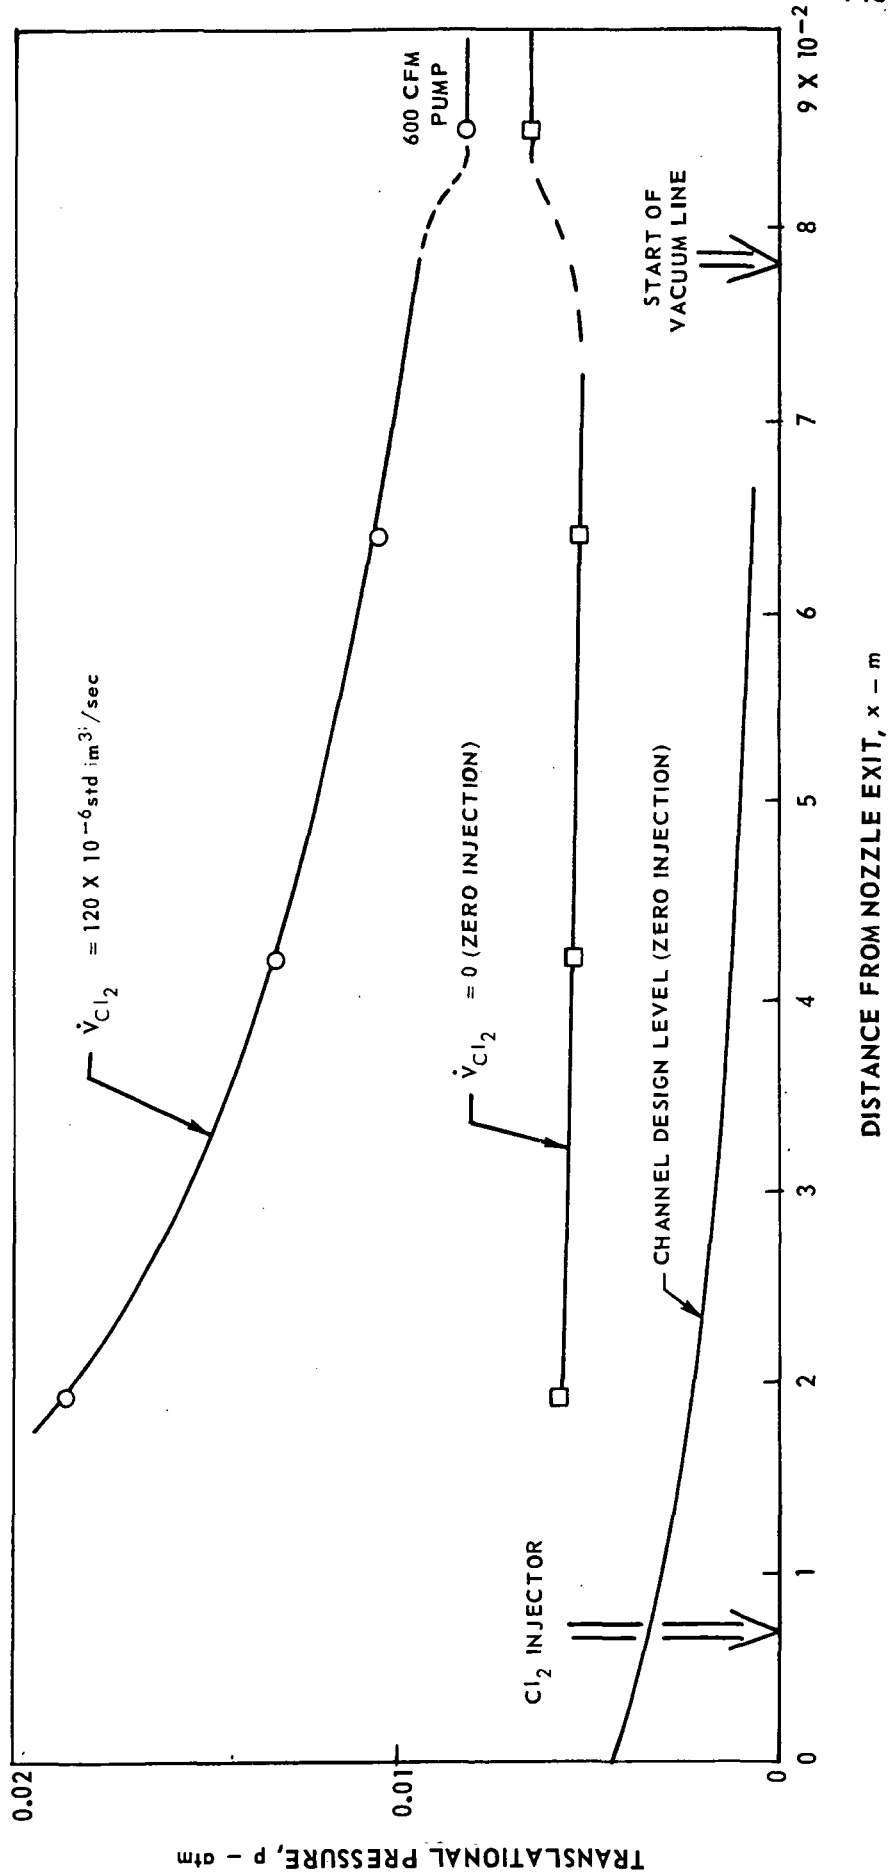 TRANSLATIONAL PRESSURE, p – atm
0.02
0.01
0
V̇Cl₂ = 120 X 10⁻⁶ std m³/sec
V̇Cl₂ = 0 (ZERO INJECTION)
CHANNEL DESIGN LEVEL (ZERO INJECTION)
Cl₂ INJECTOR
600 CFM
PUMP
START OF
VACUUM LINE
0 1 2 3 4 5 6 7 8 9 X 10⁻²
DISTANCE FROM NOZZLE EXIT, x – m